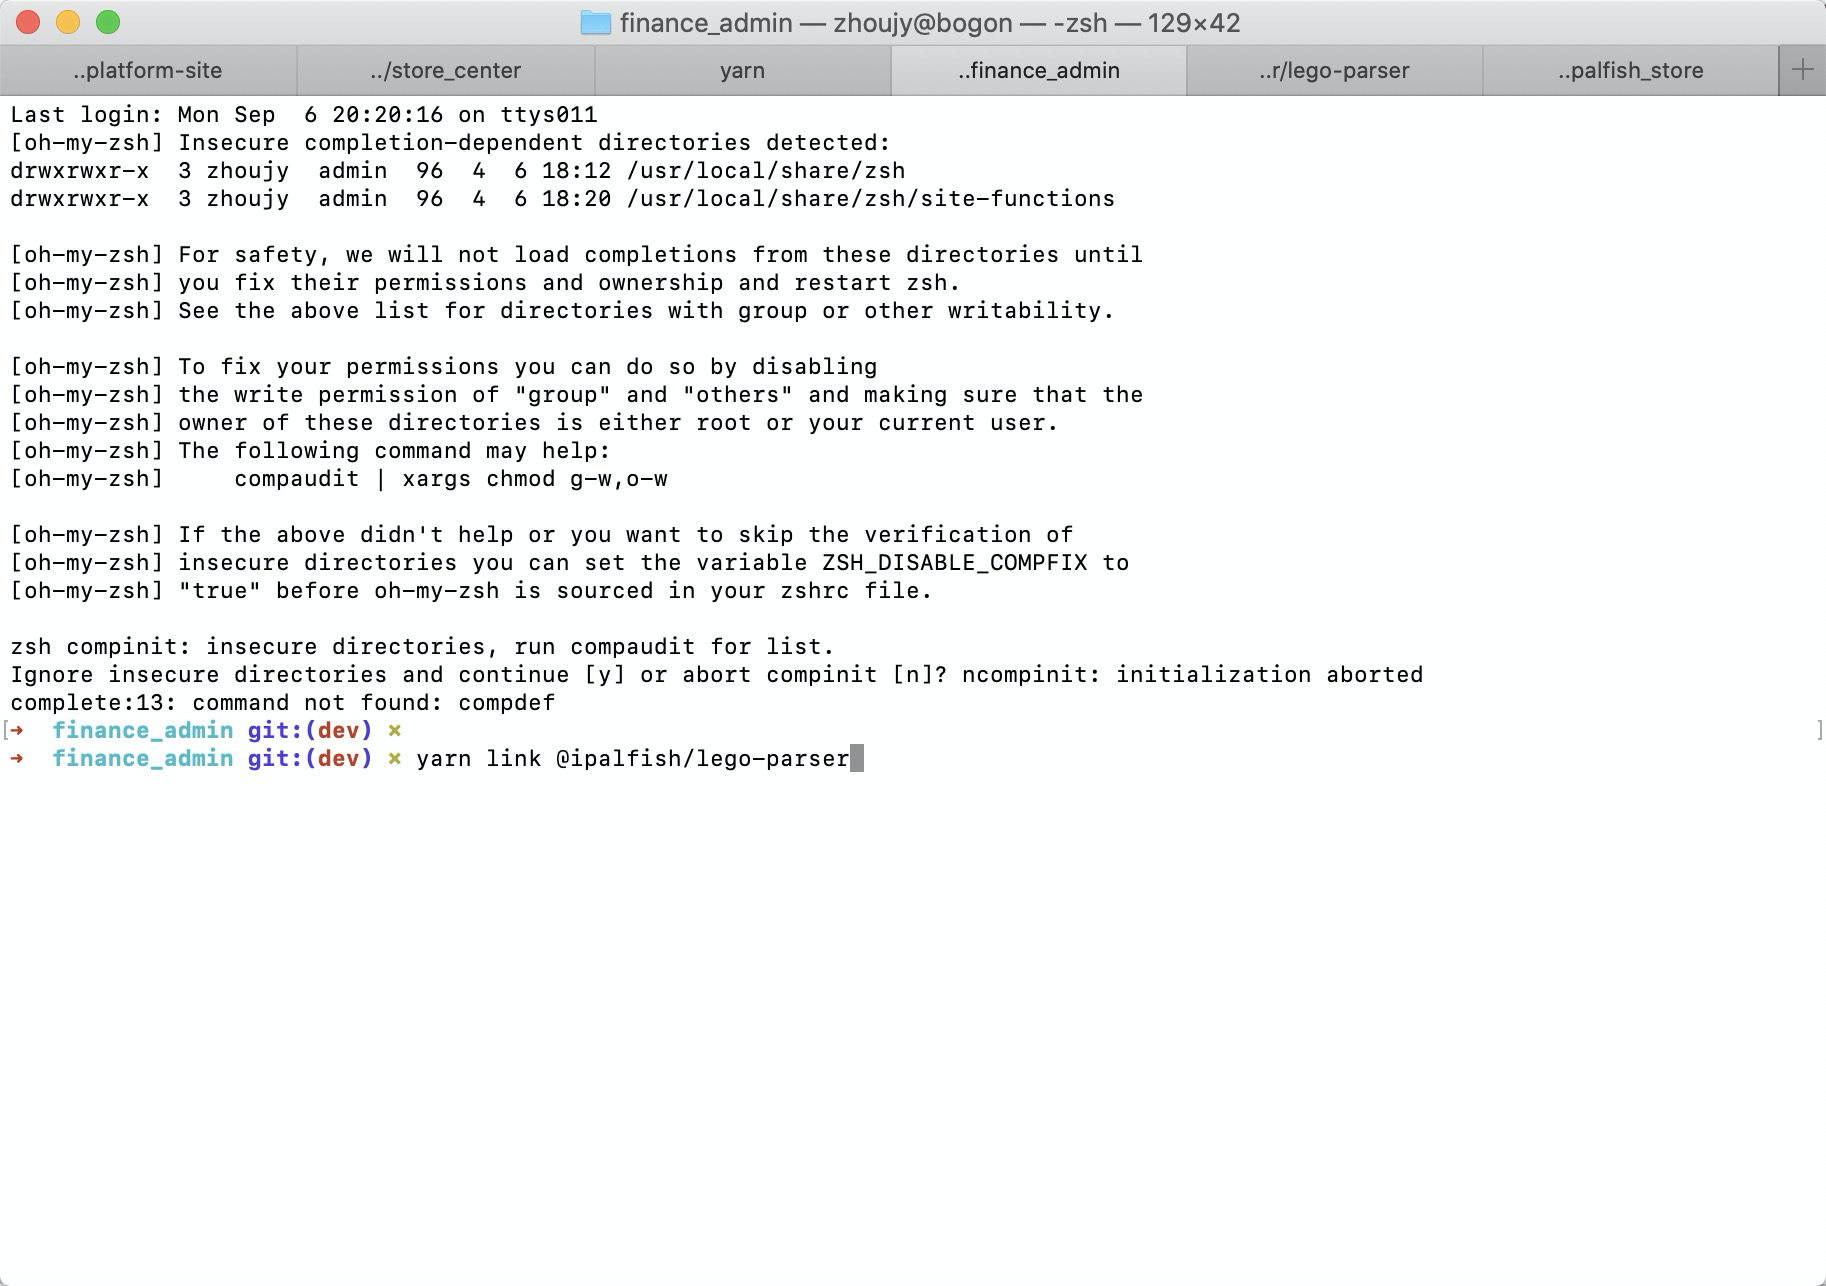 finance_admin — zhoujy@bogon — -zsh — 129×42
..platform-site ../store_center yarn ..finance_admin ..r/lego-parser ..palfish_store +
Last login: Mon Sep  6 20:20:16 on ttys011
[oh-my-zsh] Insecure completion-dependent directories detected:
drwxrwxr-x  3 zhoujy  admin  96  4  6 18:12 /usr/local/share/zsh
drwxrwxr-x  3 zhoujy  admin  96  4  6 18:20 /usr/local/share/zsh/site-functions

[oh-my-zsh] For safety, we will not load completions from these directories until
[oh-my-zsh] you fix their permissions and ownership and restart zsh.
[oh-my-zsh] See the above list for directories with group or other writability.

[oh-my-zsh] To fix your permissions you can do so by disabling
[oh-my-zsh] the write permission of "group" and "others" and making sure that the
[oh-my-zsh] owner of these directories is either root or your current user.
[oh-my-zsh] The following command may help:
[oh-my-zsh]     compaudit | xargs chmod g-w,o-w

[oh-my-zsh] If the above didn't help or you want to skip the verification of
[oh-my-zsh] insecure directories you can set the variable ZSH_DISABLE_COMPFIX to
[oh-my-zsh] "true" before oh-my-zsh is sourced in your zshrc file.

zsh compinit: insecure directories, run compaudit for list.
Ignore insecure directories and continue [y] or abort compinit [n]? ncompinit: initialization aborted
complete:13: command not found: compdef
[➜  finance_admin git:(dev) ✗ ]
➜  finance_admin git:(dev) ✗ yarn link @ipalfish/lego-parser